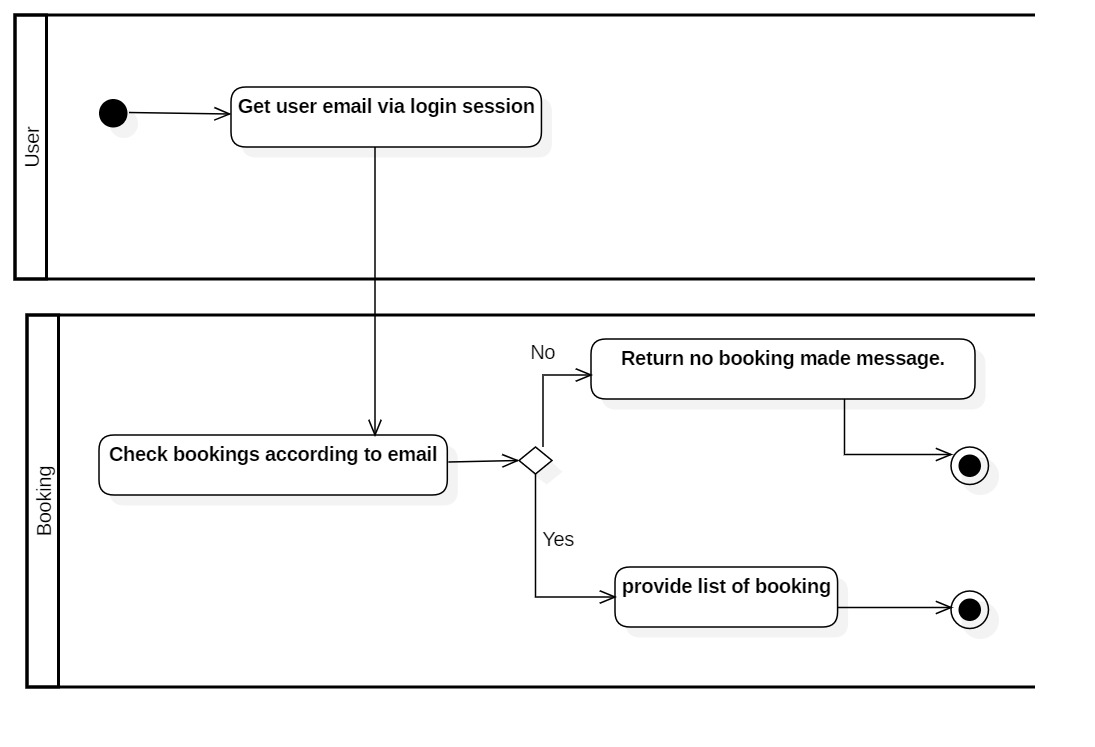 User
Get user email via login session
Booking
No
Return no booking made message.
Check bookings according to email
Yes
provide list of booking